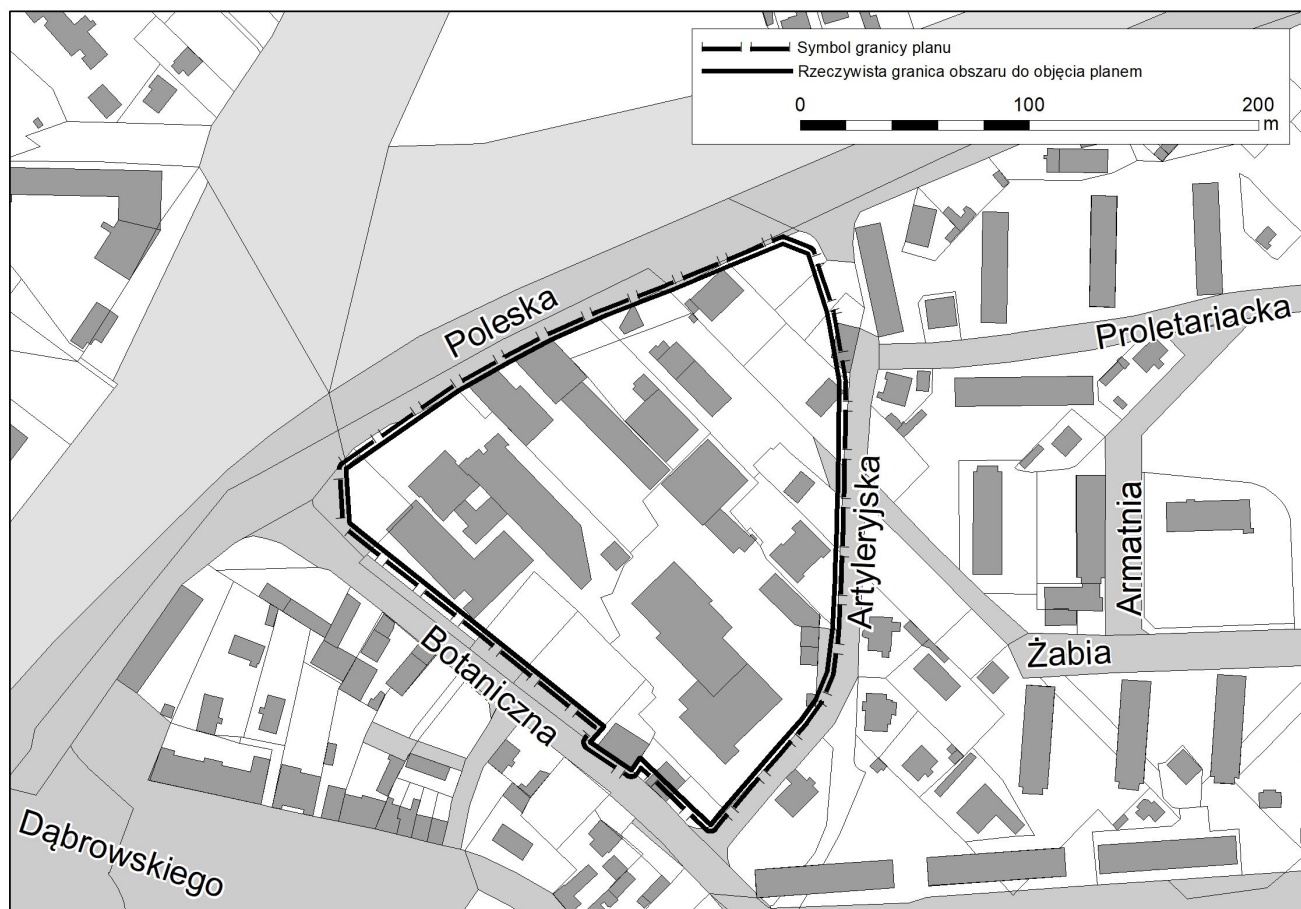 Symbol granicy planu
Rzeczywista granica obszaru do objęcia planem
0 100 200
m
Poleska
Proletariacka
Artyleryjska
Armatnia
Żabia
Botaniczna
Dąbrowskiego